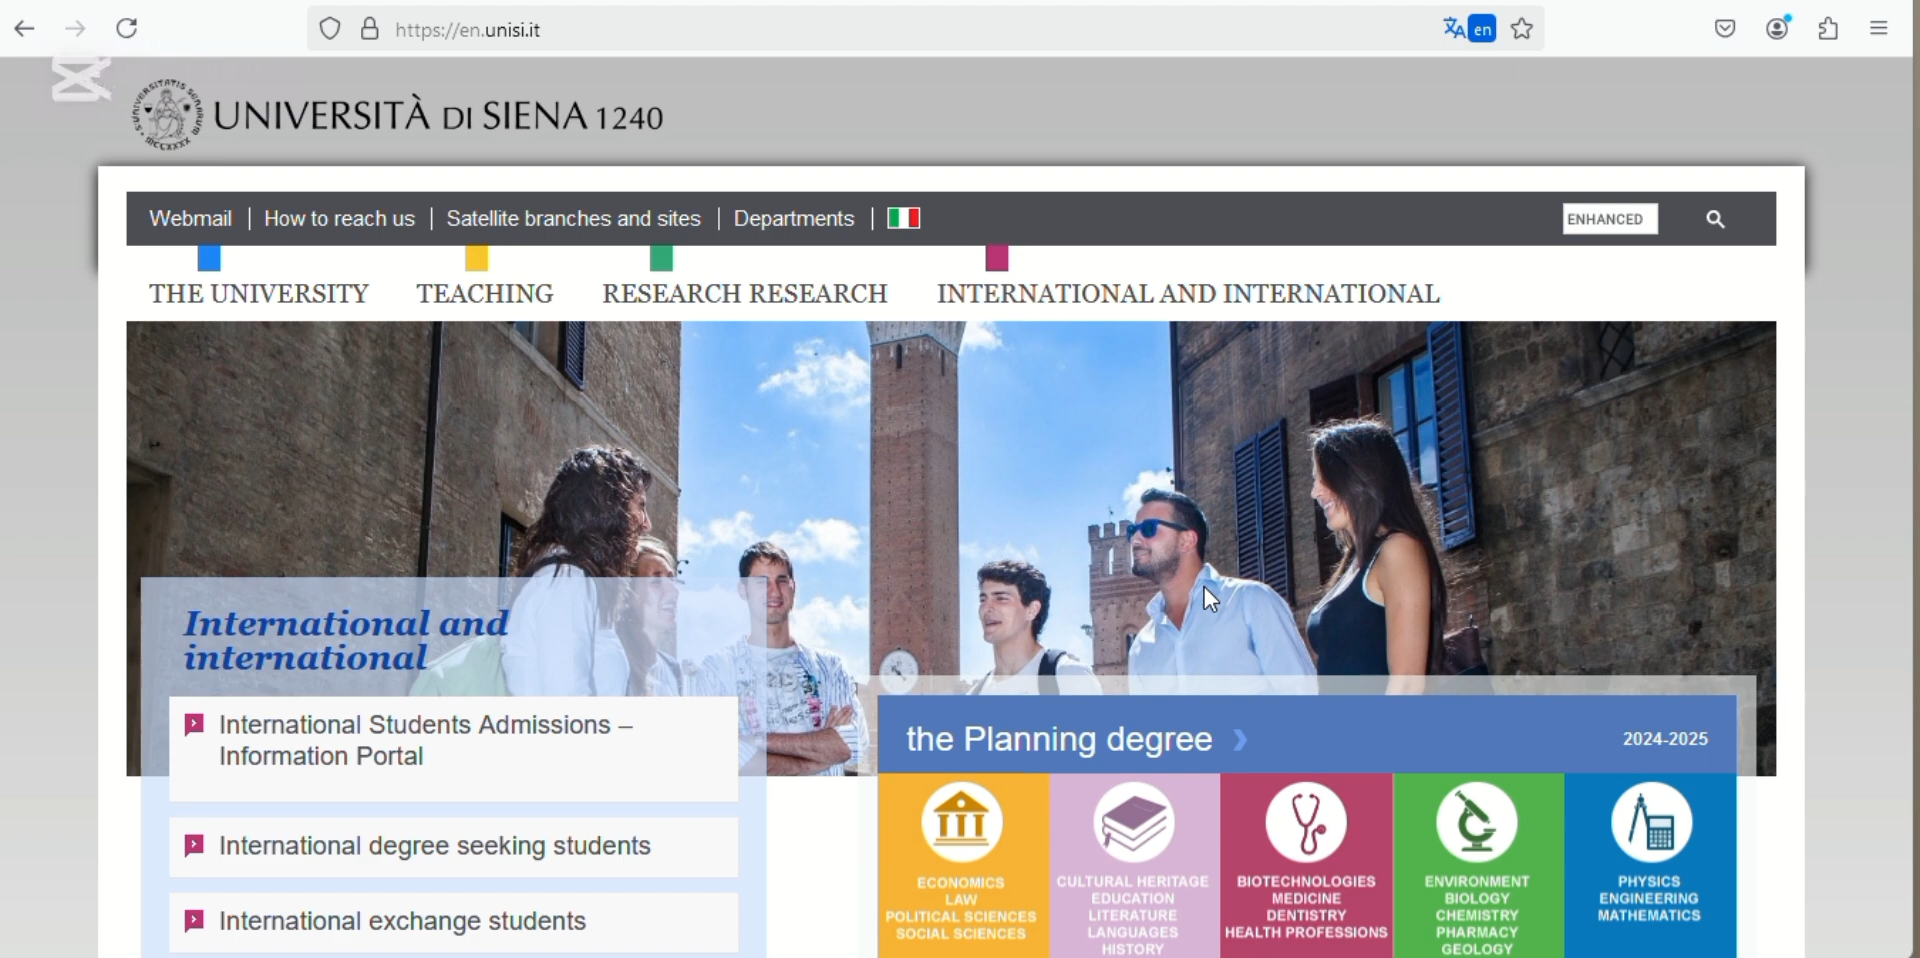 https://en.unisi.it
en
UNIVERSITÀ DI SIENA 1240
Webmail | How to reach us | Satellite branches and sites | Departments |
ENHANCED
THE UNIVERSITY TEACHING RESEARCH RESEARCH INTERNATIONAL AND INTERNATIONAL
International and
international
International Students Admissions –
Information Portal
International degree seeking students
International exchange students
the Planning degree
2024-2025
ECONOMICS
LAW
POLITICAL SCIENCES
SOCIAL SCIENCES
CULTURAL HERITAGE
EDUCATION
LITERATURE
LANGUAGES
HISTORY
BIOTECHNOLOGIES
MEDICINE
DENTISTRY
HEALTH PROFESSIONS
ENVIRONMENT
BIOLOGY
CHEMISTRY
PHARMACY
GEOLOGY
PHYSICS
ENGINEERING
MATHEMATICS